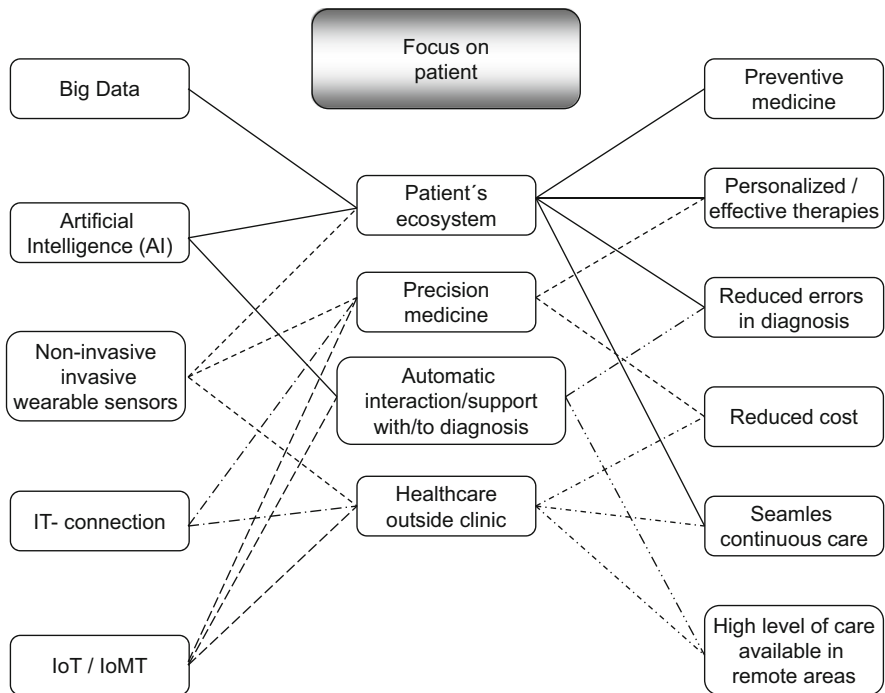 Focus on
patient
Big Data
Artificial
Intelligence (AI)
Non-invasive
invasive
wearable sensors
IT- connection
IoT / IoMT
Patient´s
ecosystem
Precision
medicine
Automatic
interaction/support
with/to diagnosis
Healthcare
outside clinic
Preventive
medicine
Personalized /
effective therapies
Reduced errors
in diagnosis
Reduced cost
Seamles
continuous care
High level of care
available in
remote areas